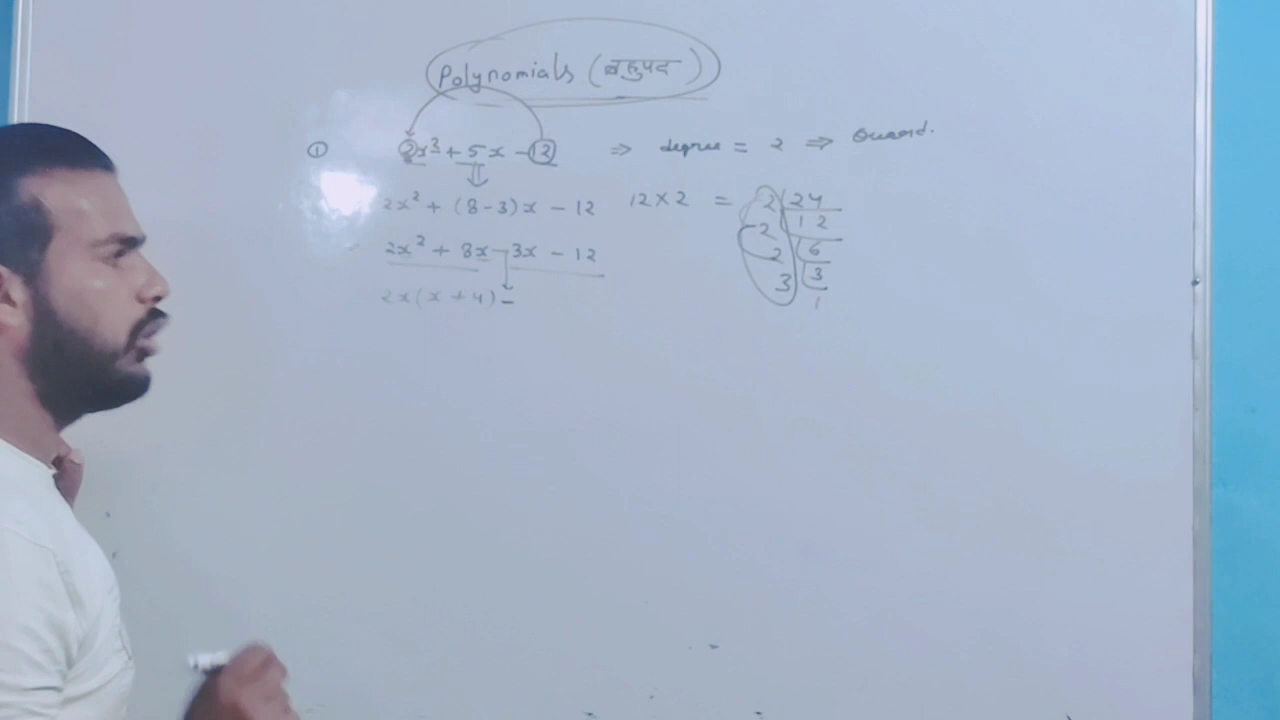 Polynomials (बहुपद)
① 2x² + 5x - 12 ⇒ degree = 2 ⇒ Quard.
2x² + (8-3)x - 12 12 × 2 = 2 | 24
2 | 12
2x² + 8x - 3x - 12 2 | 6
3 | 3
2x(x + 4) - 1